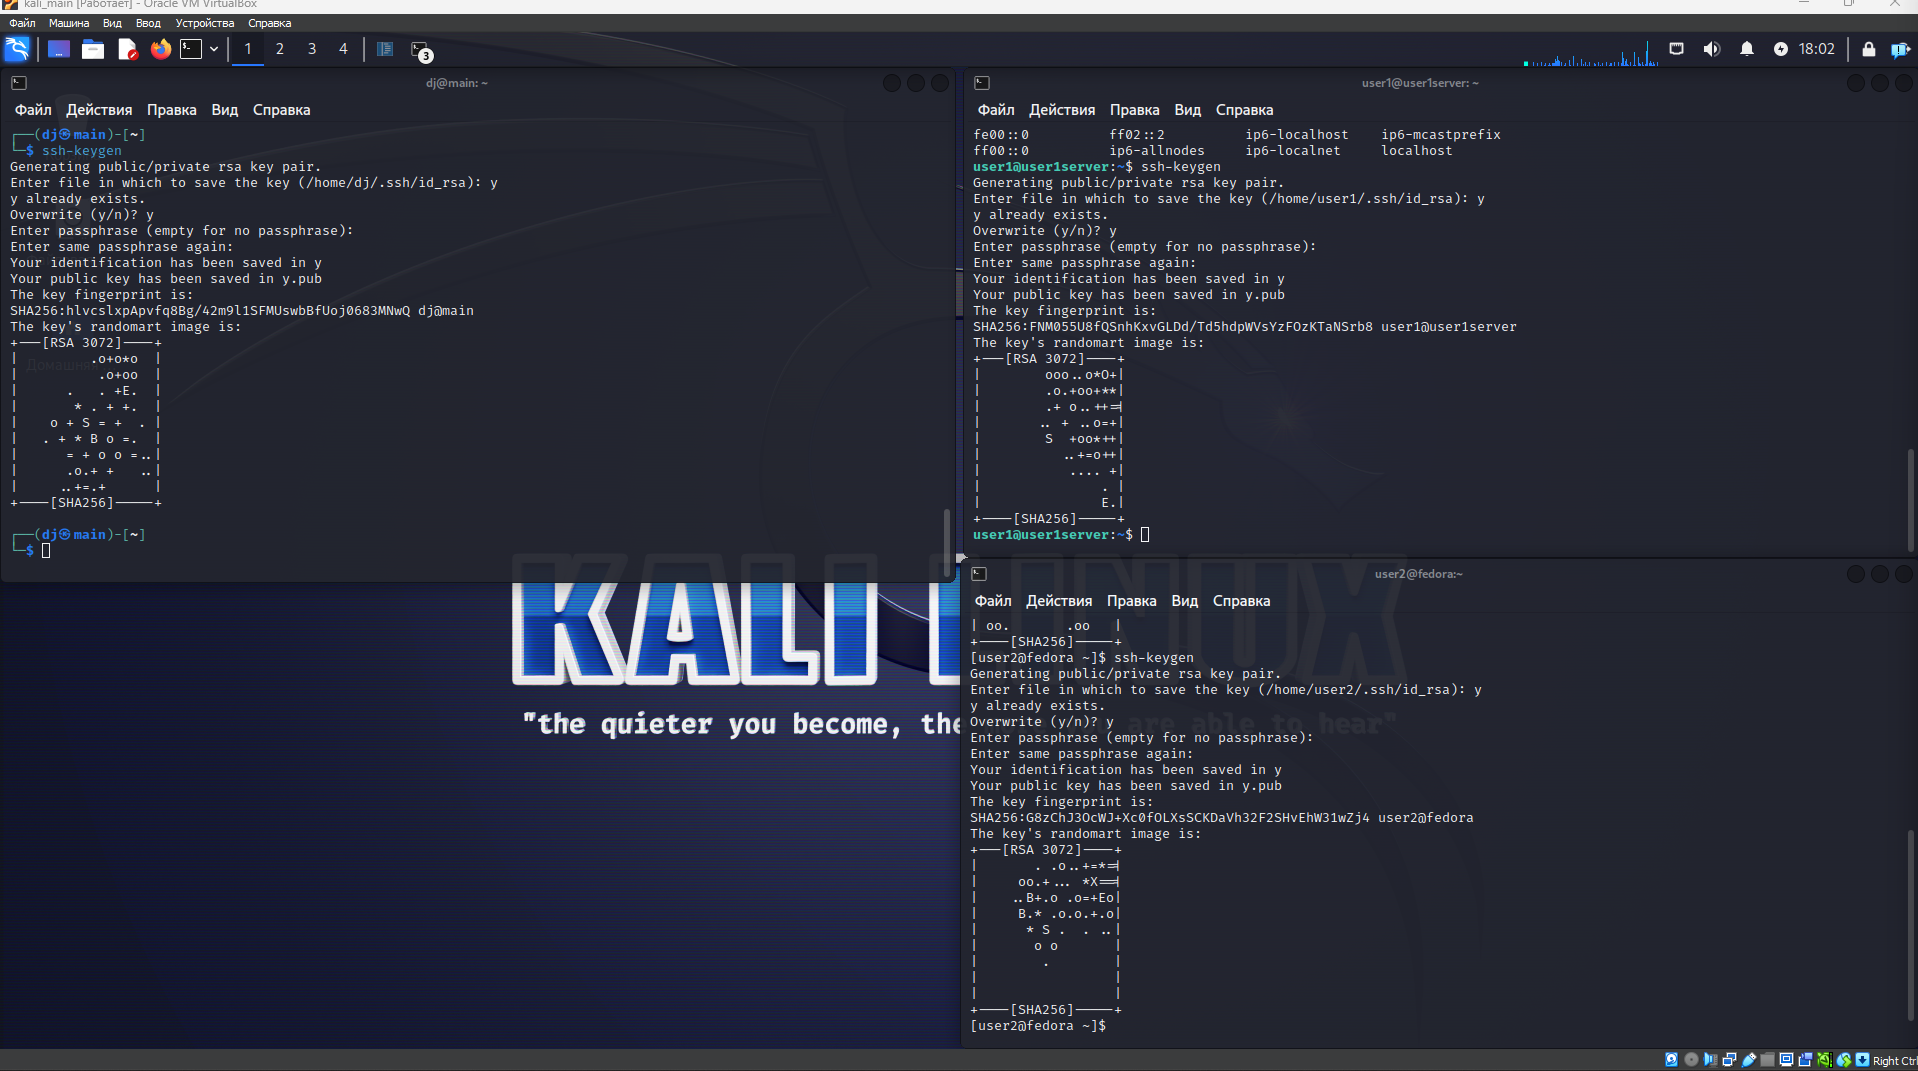 kali_main [Работает] - Oracle VM VirtualBox
Файл Машина Вид Ввод Устройства Справка
1 2 3 4 3 18:02
dj@main: ~
Файл Действия Правка Вид Справка
┌──(dj㉿main)-[~]
└─$ ssh-keygen
Generating public/private rsa key pair.
Enter file in which to save the key (/home/dj/.ssh/id_rsa): y
y already exists.
Overwrite (y/n)? y
Enter passphrase (empty for no passphrase):
Enter same passphrase again:
Your identification has been saved in y
Your public key has been saved in y.pub
The key fingerprint is:
SHA256:hlvcslxpApvfq8Bg/42m9l1SFMUswbBfUoj0683MNwQ dj@main
The key's randomart image is:
+---[RSA 3072]----+
|         .o+o*o  |
|          .o+oo  |
|      .   . +E.  |
|       * . + +.  |
|    o + S = +  . |
|   . + * B o =.  |
|      = + o o =..|
|      .o.+ +   ..|
|     ..+=.+      |
+----[SHA256]-----+
┌──(dj㉿main)-[~]
└─$
user1@user1server: ~
Файл Действия Правка Вид Справка
fe00::0 ff02::2 ip6-localhost ip6-mcastprefix
ff00::0 ip6-allnodes ip6-localnet localhost
user1@user1server:~$ ssh-keygen
Generating public/private rsa key pair.
Enter file in which to save the key (/home/user1/.ssh/id_rsa): y
y already exists.
Overwrite (y/n)? y
Enter passphrase (empty for no passphrase):
Enter same passphrase again:
Your identification has been saved in y
Your public key has been saved in y.pub
The key fingerprint is:
SHA256:FNM055U8fQSnhKxvGLDd/Td5hdpWVsYzFOzKTaNSrb8 user1@user1server
The key's randomart image is:
+---[RSA 3072]----+
|        ooo..o*O+|
|        .o.+oo+**|
|        .+ o..++=|
|       .. + ..o=+|
|        S  +oo*++|
|          ..+=o++|
|           .... +|
|               . |
|               E.|
+----[SHA256]-----+
user1@user1server:~$
user2@fedora:~
Файл Действия Правка Вид Справка
| oo.       .oo   |
+----[SHA256]-----+
[user2@fedora ~]$ ssh-keygen
Generating public/private rsa key pair.
Enter file in which to save the key (/home/user2/.ssh/id_rsa): y
y already exists.
Overwrite (y/n)? y
Enter passphrase (empty for no passphrase):
Enter same passphrase again:
Your identification has been saved in y
Your public key has been saved in y.pub
The key fingerprint is:
SHA256:G8zChJ3OcWJ+Xc0fOLXsSCKDaVh32F2SHvEhW31wZj4 user2@fedora
The key's randomart image is:
+---[RSA 3072]----+
|       . .o..+=*=|
|     oo.+... *X==|
|    ..B+.o .o=+Eo|
|     B.* .o.o.+.o|
|      * S .  . ..|
|       o o       |
|        .        |
|                 |
|                 |
+----[SHA256]-----+
[user2@fedora ~]$
KALI LINUX
"the quieter you become, the more you are able to hear"
Right Ctrl